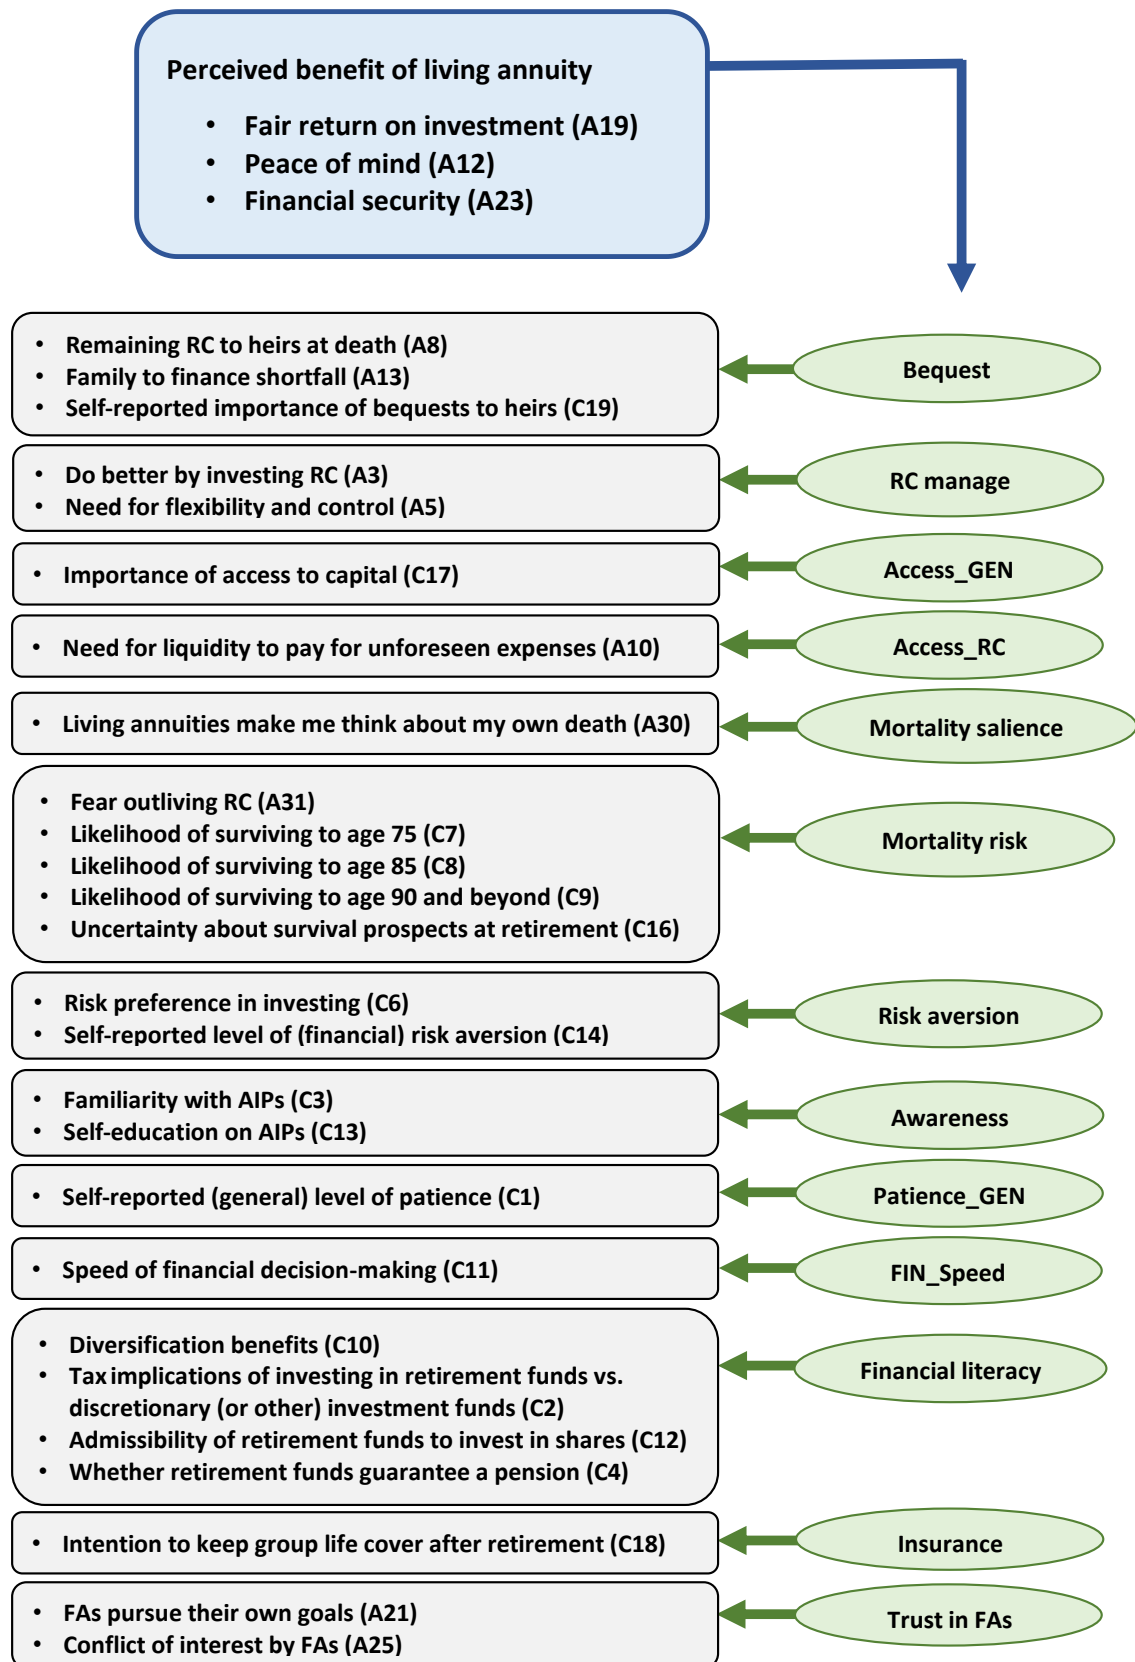 Perceived benefit of living annuity
• Fair return on investment (A19)
• Peace of mind (A12)
• Financial security (A23)
• Remaining RC to heirs at death (A8)
• Family to finance shortfall (A13)
• Self-reported importance of bequests to heirs (C19)
Bequest
• Do better by investing RC (A3)
• Need for flexibility and control (A5)
RC manage
• Importance of access to capital (C17)
Access_GEN
• Need for liquidity to pay for unforeseen expenses (A10)
Access_RC
• Living annuities make me think about my own death (A30)
Mortality salience
• Fear outliving RC (A31)
• Likelihood of surviving to age 75 (C7)
• Likelihood of surviving to age 85 (C8)
• Likelihood of surviving to age 90 and beyond (C9)
• Uncertainty about survival prospects at retirement (C16)
Mortality risk
• Risk preference in investing (C6)
• Self-reported level of (financial) risk aversion (C14)
Risk aversion
• Familiarity with AIPs (C3)
• Self-education on AIPs (C13)
Awareness
• Self-reported (general) level of patience (C1)
Patience_GEN
• Speed of financial decision-making (C11)
FIN_Speed
• Diversification benefits (C10)
• Tax implications of investing in retirement funds vs.
discretionary (or other) investment funds (C2)
• Admissibility of retirement funds to invest in shares (C12)
• Whether retirement funds guarantee a pension (C4)
Financial literacy
• Intention to keep group life cover after retirement (C18)
Insurance
• FAs pursue their own goals (A21)
• Conflict of interest by FAs (A25)
Trust in FAs